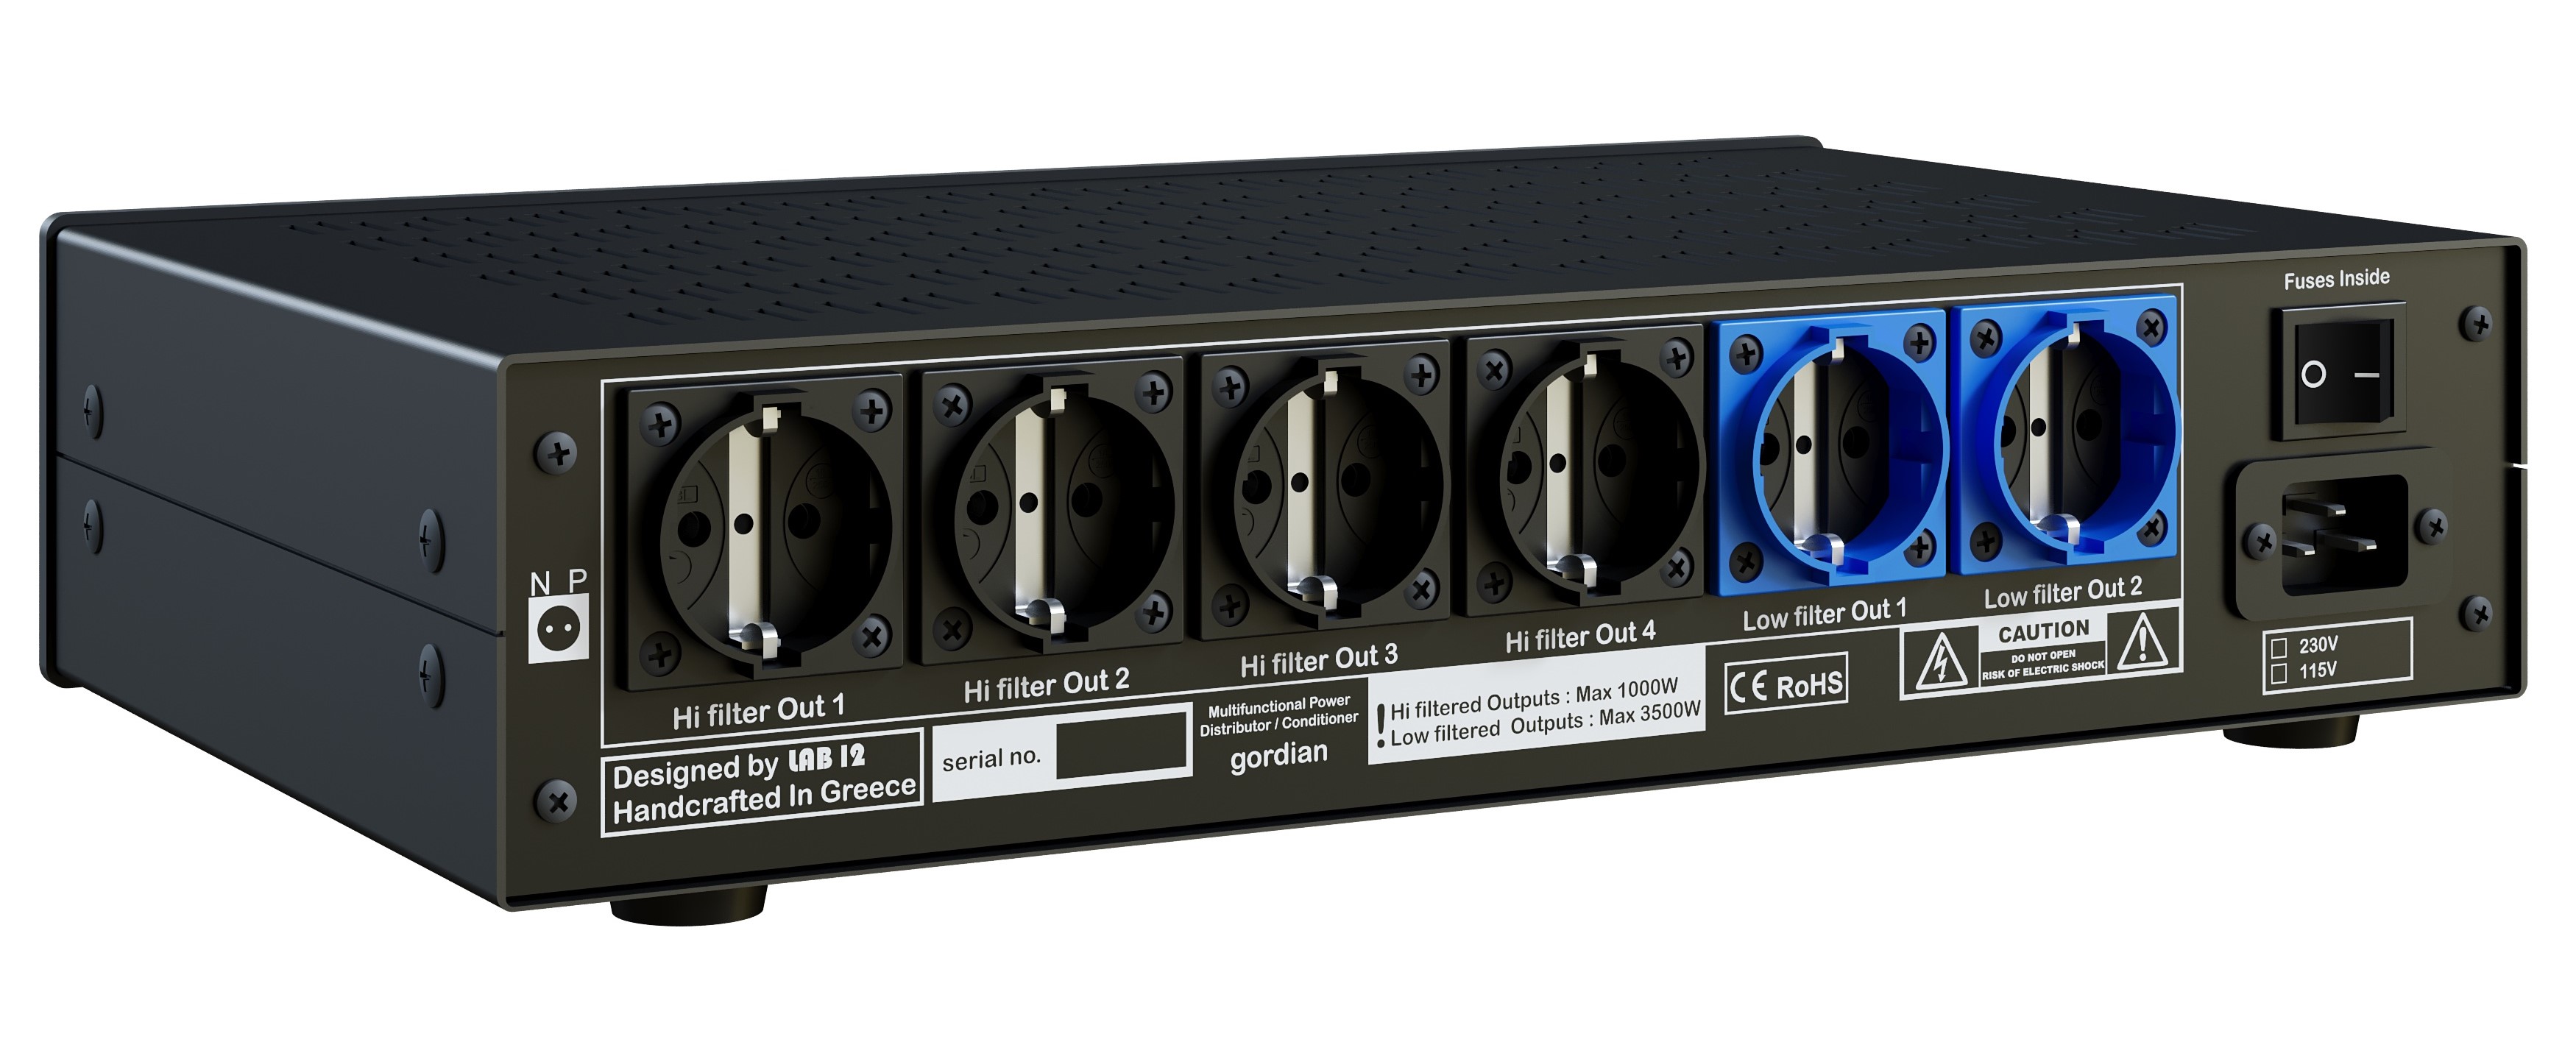 Fuses Inside
O
N P
Hi filter Out 1
Hi filter Out 2
Hi filter Out 3
Hi filter Out 4
Low filter Out 1
Low filter Out 2
Designed by LAB 12
Handcrafted In Greece
serial no.
Multifunctional Power
Distributor / Conditioner
gordian
! Hi filtered Outputs : Max 1000W
Low filtered Outputs : Max 3500W
CE RoHS
CAUTION
DO NOT OPEN
RISK OF ELECTRIC SHOCK
!
230V
115V